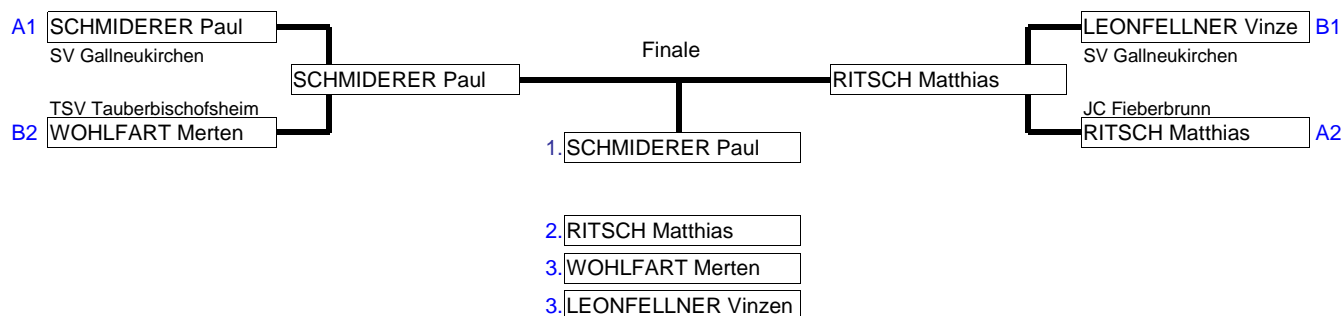 A1 SCHMIDERER Paul
SV Gallneukirchen
LEONFELLNER Vinze B1
SV Gallneukirchen
Finale
SCHMIDERER Paul
RITSCH Matthias
TSV Tauberbischofsheim
B2 WOHLFART Merten
JC Fieberbrunn
RITSCH Matthias A2
1. SCHMIDERER Paul
2. RITSCH Matthias
3. WOHLFART Merten
3. LEONFELLNER Vinzen